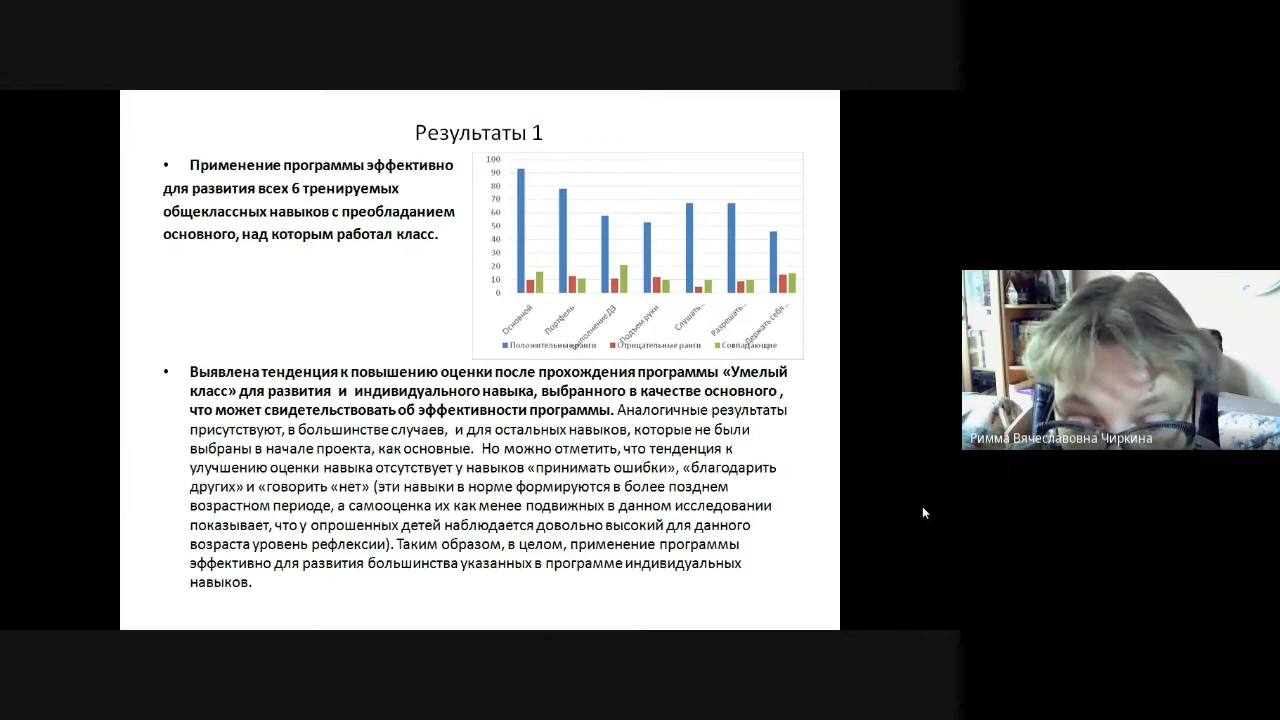 Результаты 1
• Применение программы эффективно
для развития всех 6 тренируемых
общеклассных навыков с преобладанием
основного, над которым работал класс.
100
90
80
70
60
50
40
30
20
10
0
Основной
Портфель
Подъем руки
Слушать...
Разрешать...
Держать себя...
Положительные ранги
Отрицательные ранги
Совпадающие
• Выявлена тенденция к повышению оценки после прохождения программы «Умелый
класс» для развития и индивидуального навыка, выбранного в качестве основного ,
что может свидетельствовать об эффективности программы. Аналогичные результаты
присутствуют, в большинстве случаев, и для остальных навыков, которые не были
выбраны в начале проекта, как основные. Но можно отметить, что тенденция к
улучшению оценки навыка отсутствует у навыков «принимать ошибки», «благодарить
других» и «говорить «нет» (эти навыки в норме формируются в более позднем
возрастном периоде, а самооценка их как менее подвижных в данном исследовании
показывает, что у опрошенных детей наблюдается довольно высокий для данного
возраста уровень рефлексии). Таким образом, в целом, применение программы
эффективно для развития большинства указанных в программе индивидуальных
навыков.
Римма Вячеславовна Чиркина